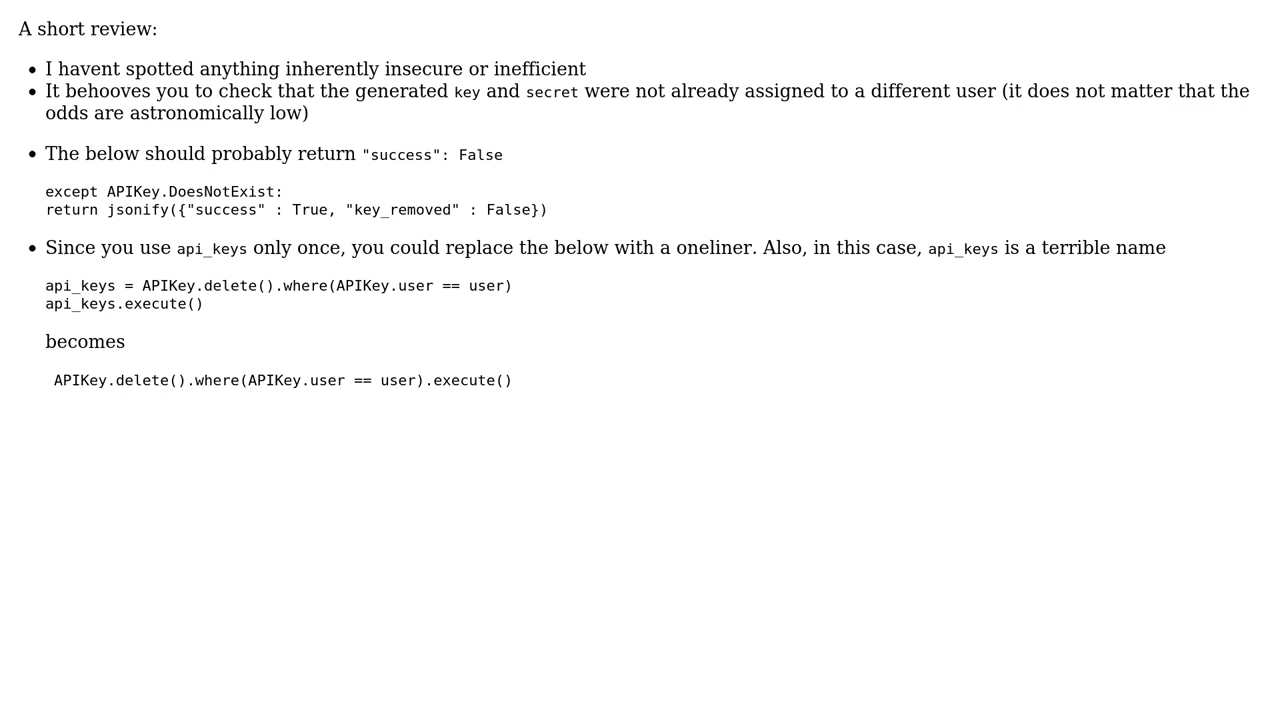 A short review:
• I havent spotted anything inherently insecure or inefficient
• It behooves you to check that the generated key and secret were not already assigned to a different user (it does not matter that the
odds are astronomically low)
• The below should probably return "success": False
except APIKey.DoesNotExist:
return jsonify({"success" : True, "key_removed" : False})
• Since you use api_keys only once, you could replace the below with a oneliner. Also, in this case, api_keys is a terrible name
api_keys = APIKey.delete().where(APIKey.user == user)
api_keys.execute()
becomes
APIKey.delete().where(APIKey.user == user).execute()